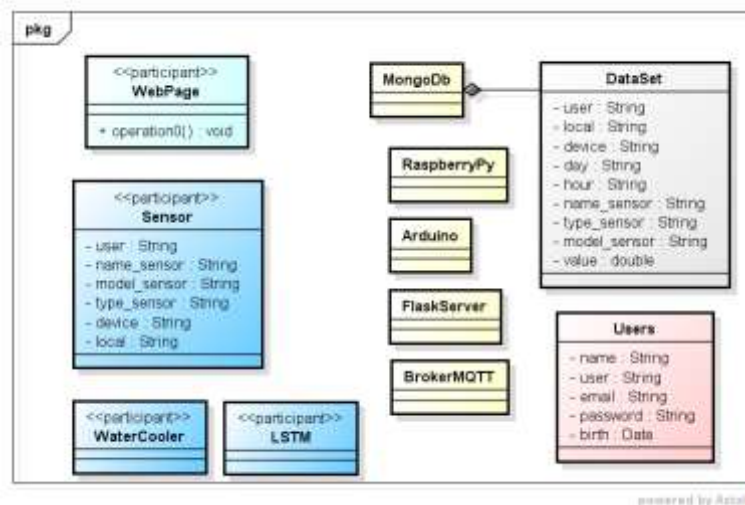 pkg
<<participant>>
WebPage
+ operation0() : void
<<participant>>
Sensor
- user : String
- name_sensor : String
- model_sensor : String
- type_sensor : String
- device : String
- local : String
<<participant>>
WaterCooler
<<participant>>
LSTM
MongoDb
RaspberryPy
Arduino
FlaskServer
BrokerMQTT
DataSet
- user : String
- local : String
- device : String
- day : String
- hour : String
- name_sensor : String
- type_sensor : String
- model_sensor : String
- value : double
Users
- name : String
- user : String
- email : String
- password : String
- birth : Data
powered by